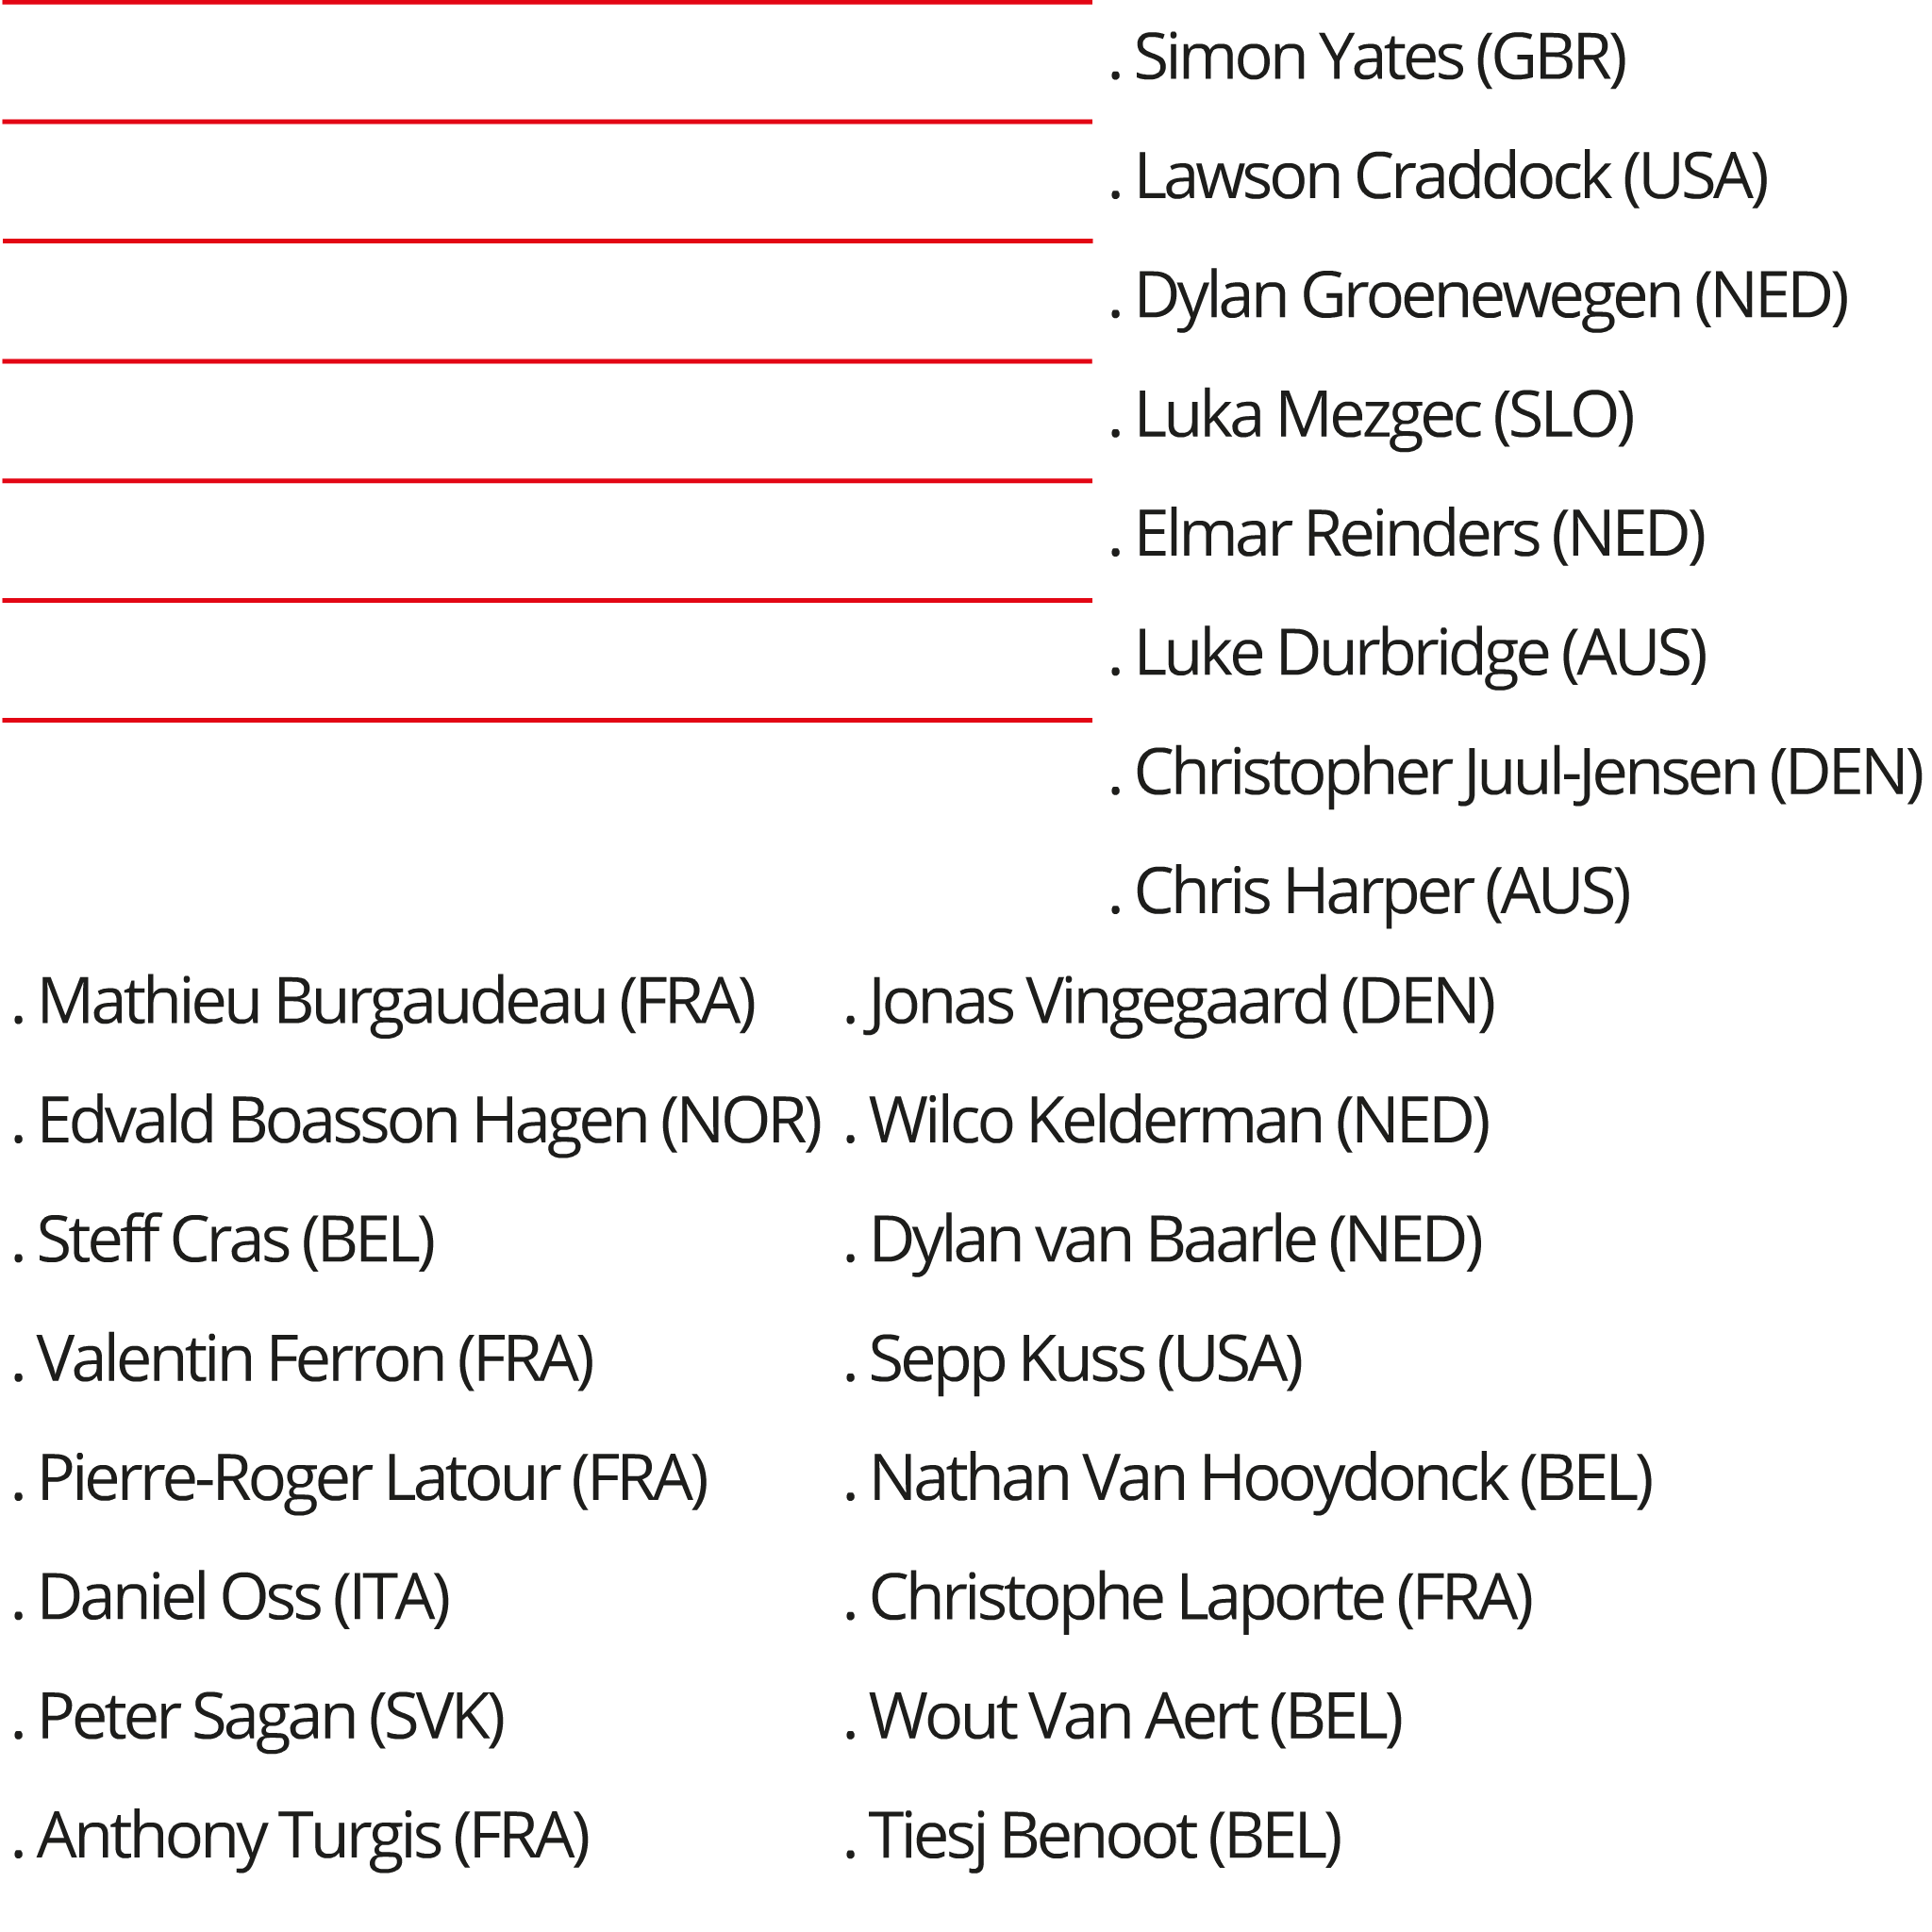 . Simon Yates (GBR)
. Lawson Craddock (USA)
. Dylan Groenewegen (NED)
. Luka Mezgec (SLO)
. Elmar Reinders (NED)
. Luke Durbridge (AUS)
. Christopher Juul-Jensen (DEN)
. Chris Harper (AUS)
. Mathieu Burgaudeau (FRA)
. Edvald Boasson Hagen (NOR)
. Steff Cras (BEL)
. Valentin Ferron (FRA)
. Pierre-Roger Latour (FRA)
. Daniel Oss (ITA)
. Peter Sagan (SVK)
. Anthony Turgis (FRA)
. Jonas Vingegaard (DEN)
. Wilco Kelderman (NED)
. Dylan van Baarle (NED)
. Sepp Kuss (USA)
. Nathan Van Hooydonck (BEL)
. Christophe Laporte (FRA)
. Wout Van Aert (BEL)
. Tiesj Benoot (BEL)